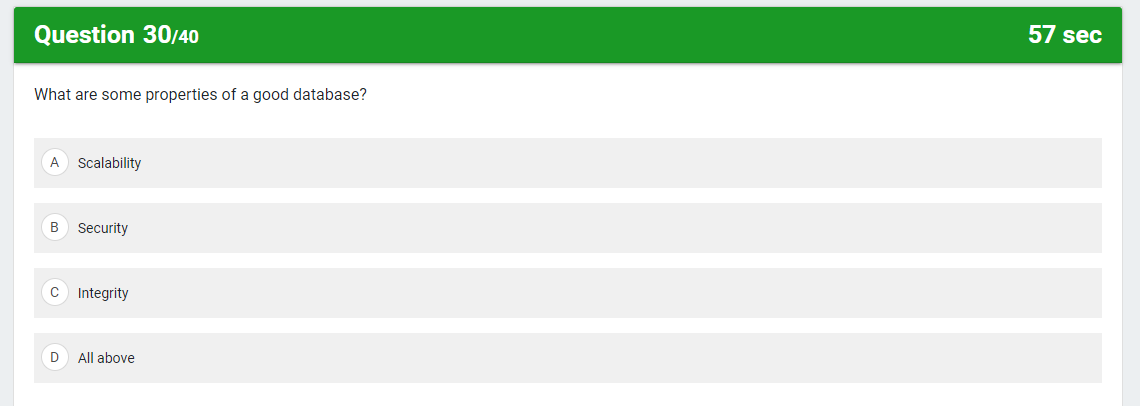 Question 30/40 57 sec
What are some properties of a good database?
A Scalability
B Security
C Integrity
D All above